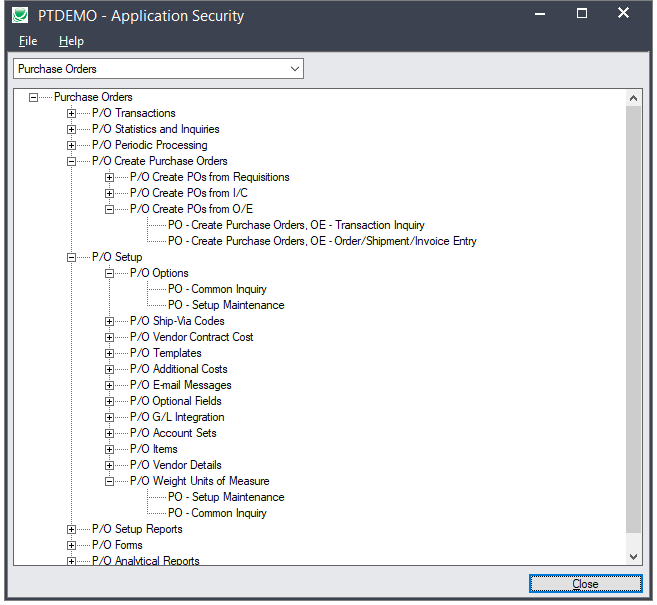 PTDEMO - Application Security
File Help
Purchase Orders
Purchase Orders
P/O Transactions
P/O Statistics and Inquiries
P/O Periodic Processing
P/O Create Purchase Orders
P/O Create POs from Requisitions
P/O Create POs from I/C
P/O Create POs from O/E
PO - Create Purchase Orders, OE - Transaction Inquiry
PO - Create Purchase Orders, OE - Order/Shipment/Invoice Entry
P/O Setup
P/O Options
PO - Common Inquiry
PO - Setup Maintenance
P/O Ship-Via Codes
P/O Vendor Contract Cost
P/O Templates
P/O Additional Costs
P/O E-mail Messages
P/O Optional Fields
P/O G/L Integration
P/O Account Sets
P/O Items
P/O Vendor Details
P/O Weight Units of Measure
PO - Setup Maintenance
PO - Common Inquiry
P/O Setup Reports
P/O Forms
P/O Analytical Reports
Close